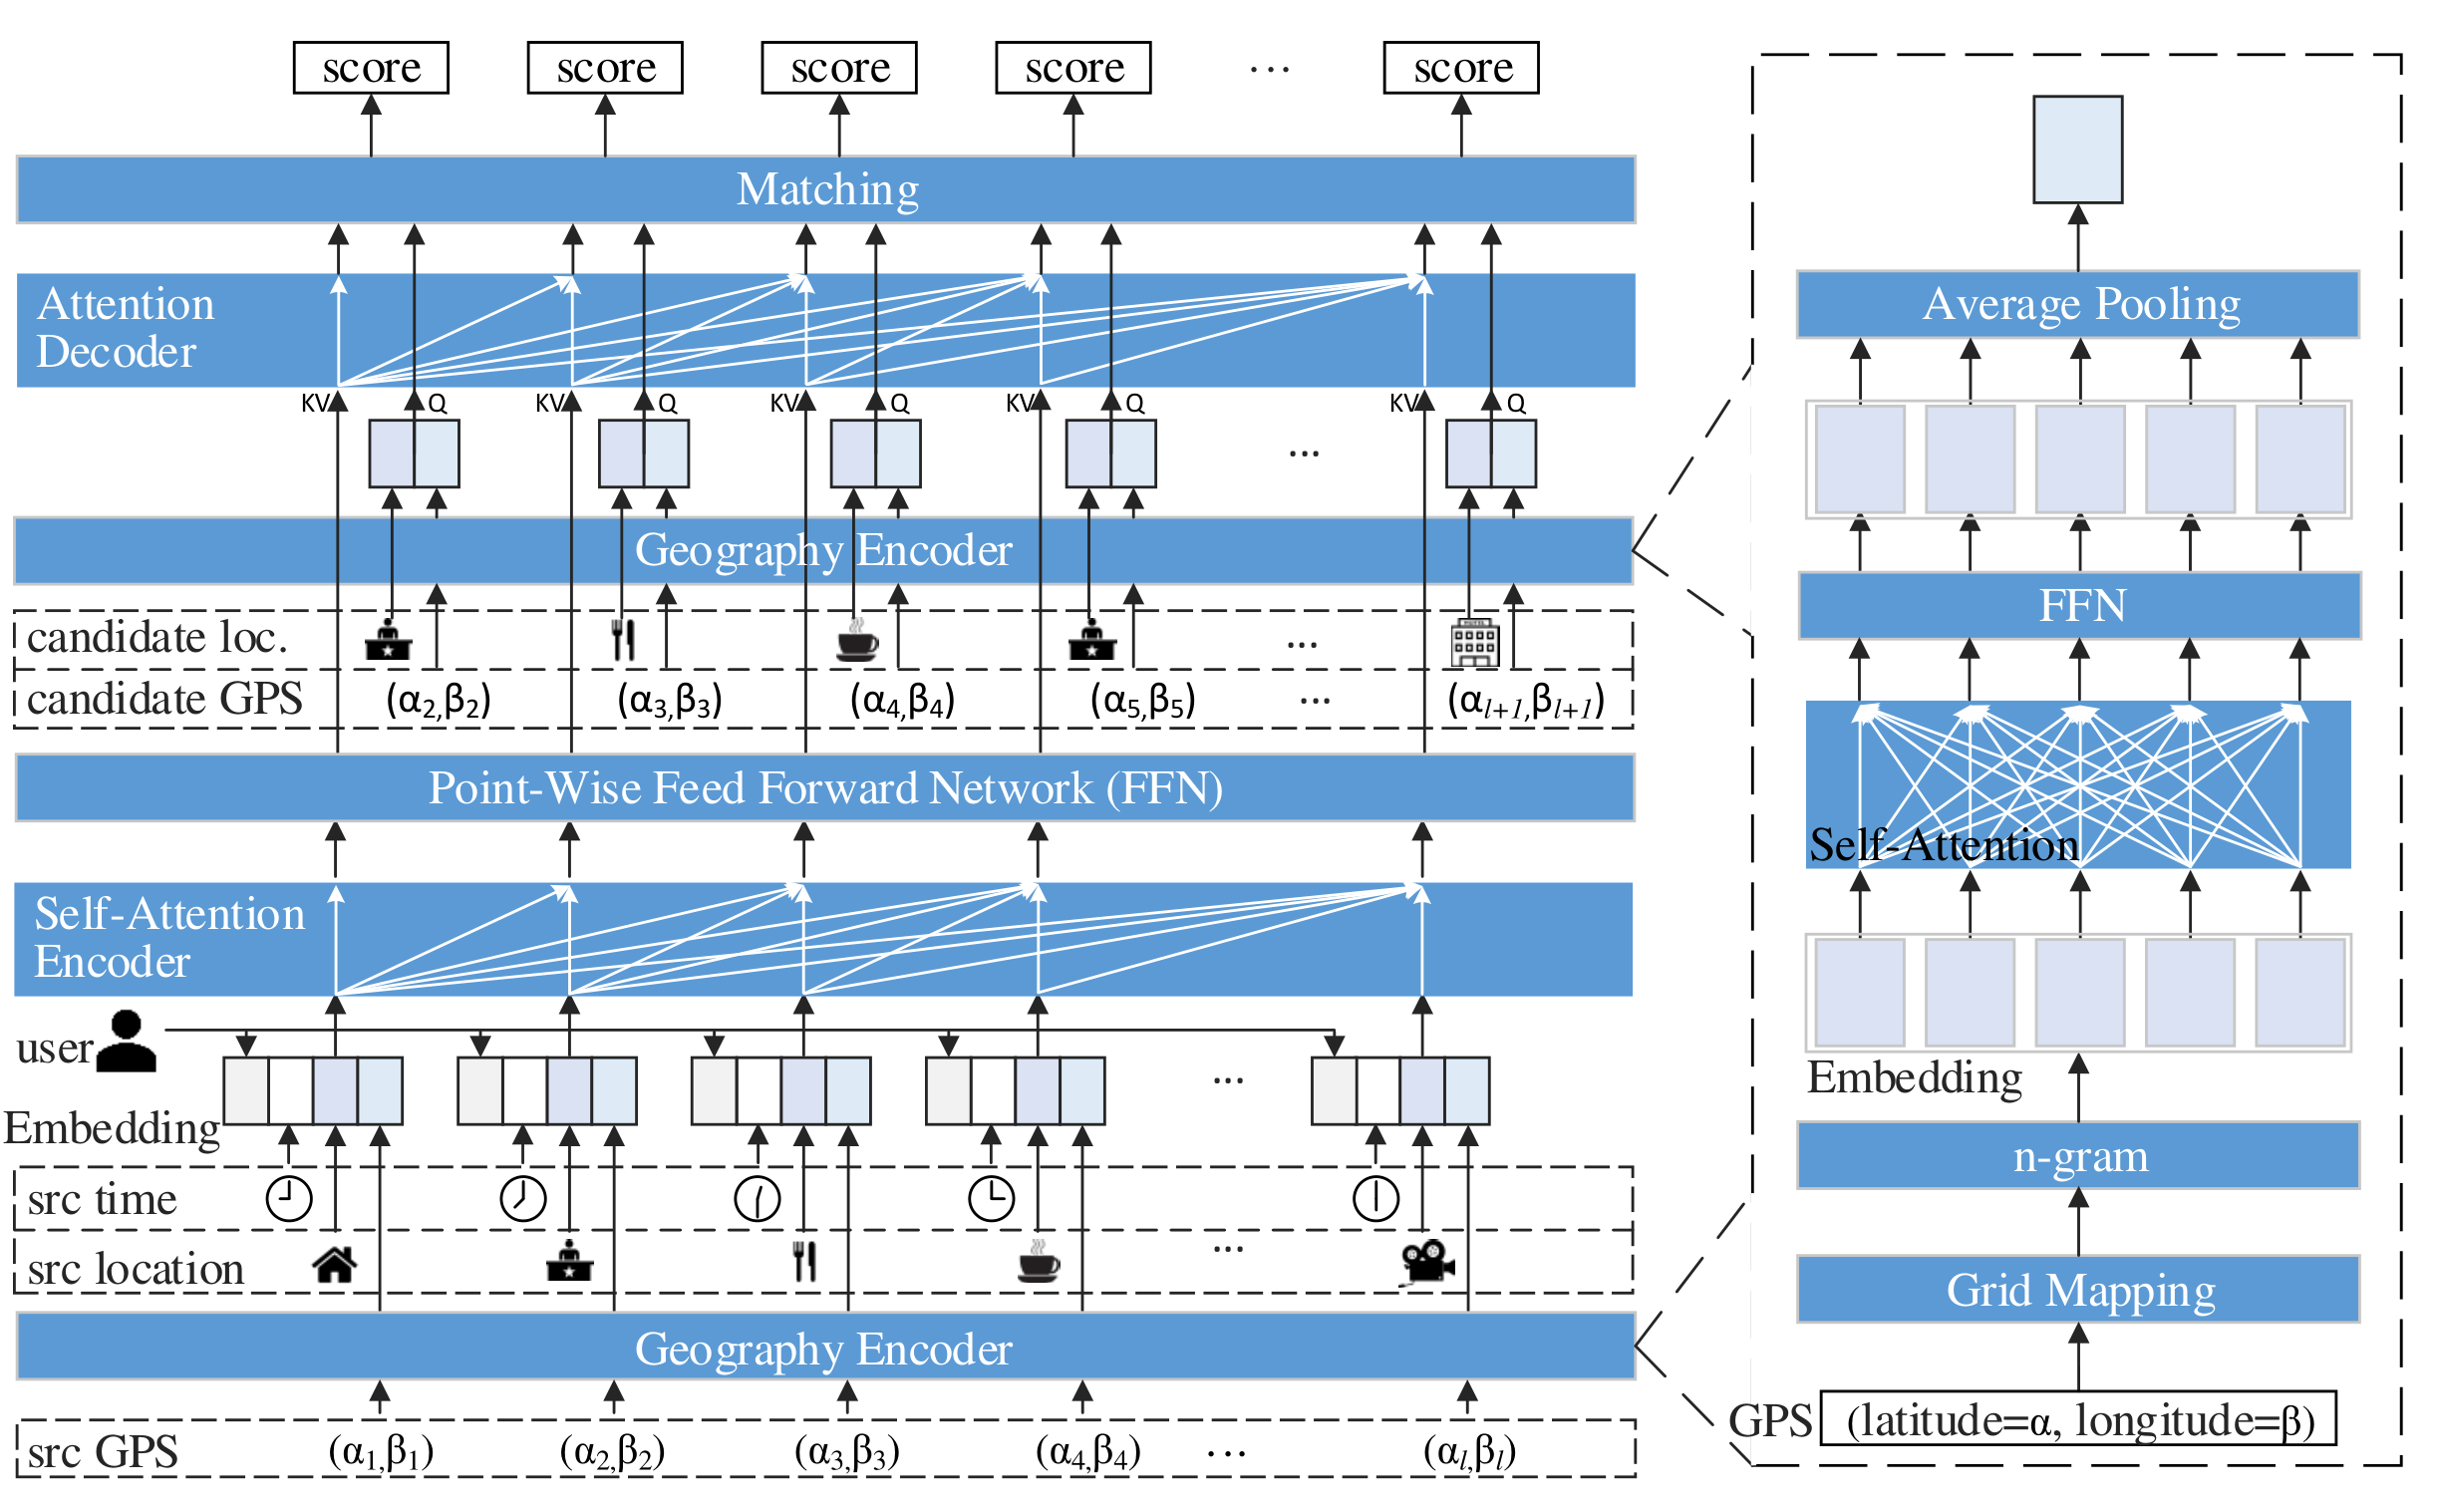 score score score score ... score
Matching
Attention
Decoder
KV Q KV Q KV Q KV Q KV Q
...
Geography Encoder
candidate loc. ...
candidate GPS (α2,β2) (α3,β3) (α4,β4) (α5,β5) ... (αl+1,βl+1)
Point-Wise Feed Forward Network (FFN)
Self-Attention
Encoder
user
...
Embedding
src time
src location ...
Geography Encoder
src GPS (α1,β1) (α2,β2) (α3,β3) (α4,β4) ... (αl,βl)
Average Pooling
FFN
Self-Attention
Embedding
n-gram
Grid Mapping
GPS (latitude=α, longitude=β)